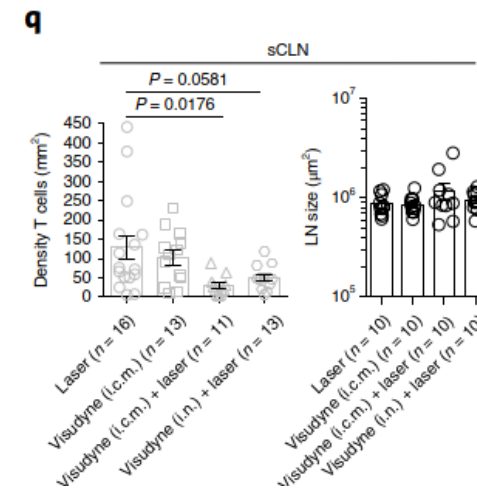 q
sCLN
P = 0.0581
P = 0.0176
Density T cells (mm²)
450
400
350
300
250
200
150
100
50
0
Laser (n = 16)
Visudyne (i.c.m.) (n = 13)
Visudyne (i.c.m.) + laser (n = 11)
Visudyne (i.n.) + laser (n = 13)
LN size (μm²)
10⁷
10⁶
10⁵
Laser (n = 10)
Visudyne (i.c.m.) (n = 10)
Visudyne (i.c.m.) + laser (n = 10)
Visudyne (i.n.) + laser (n = 10)